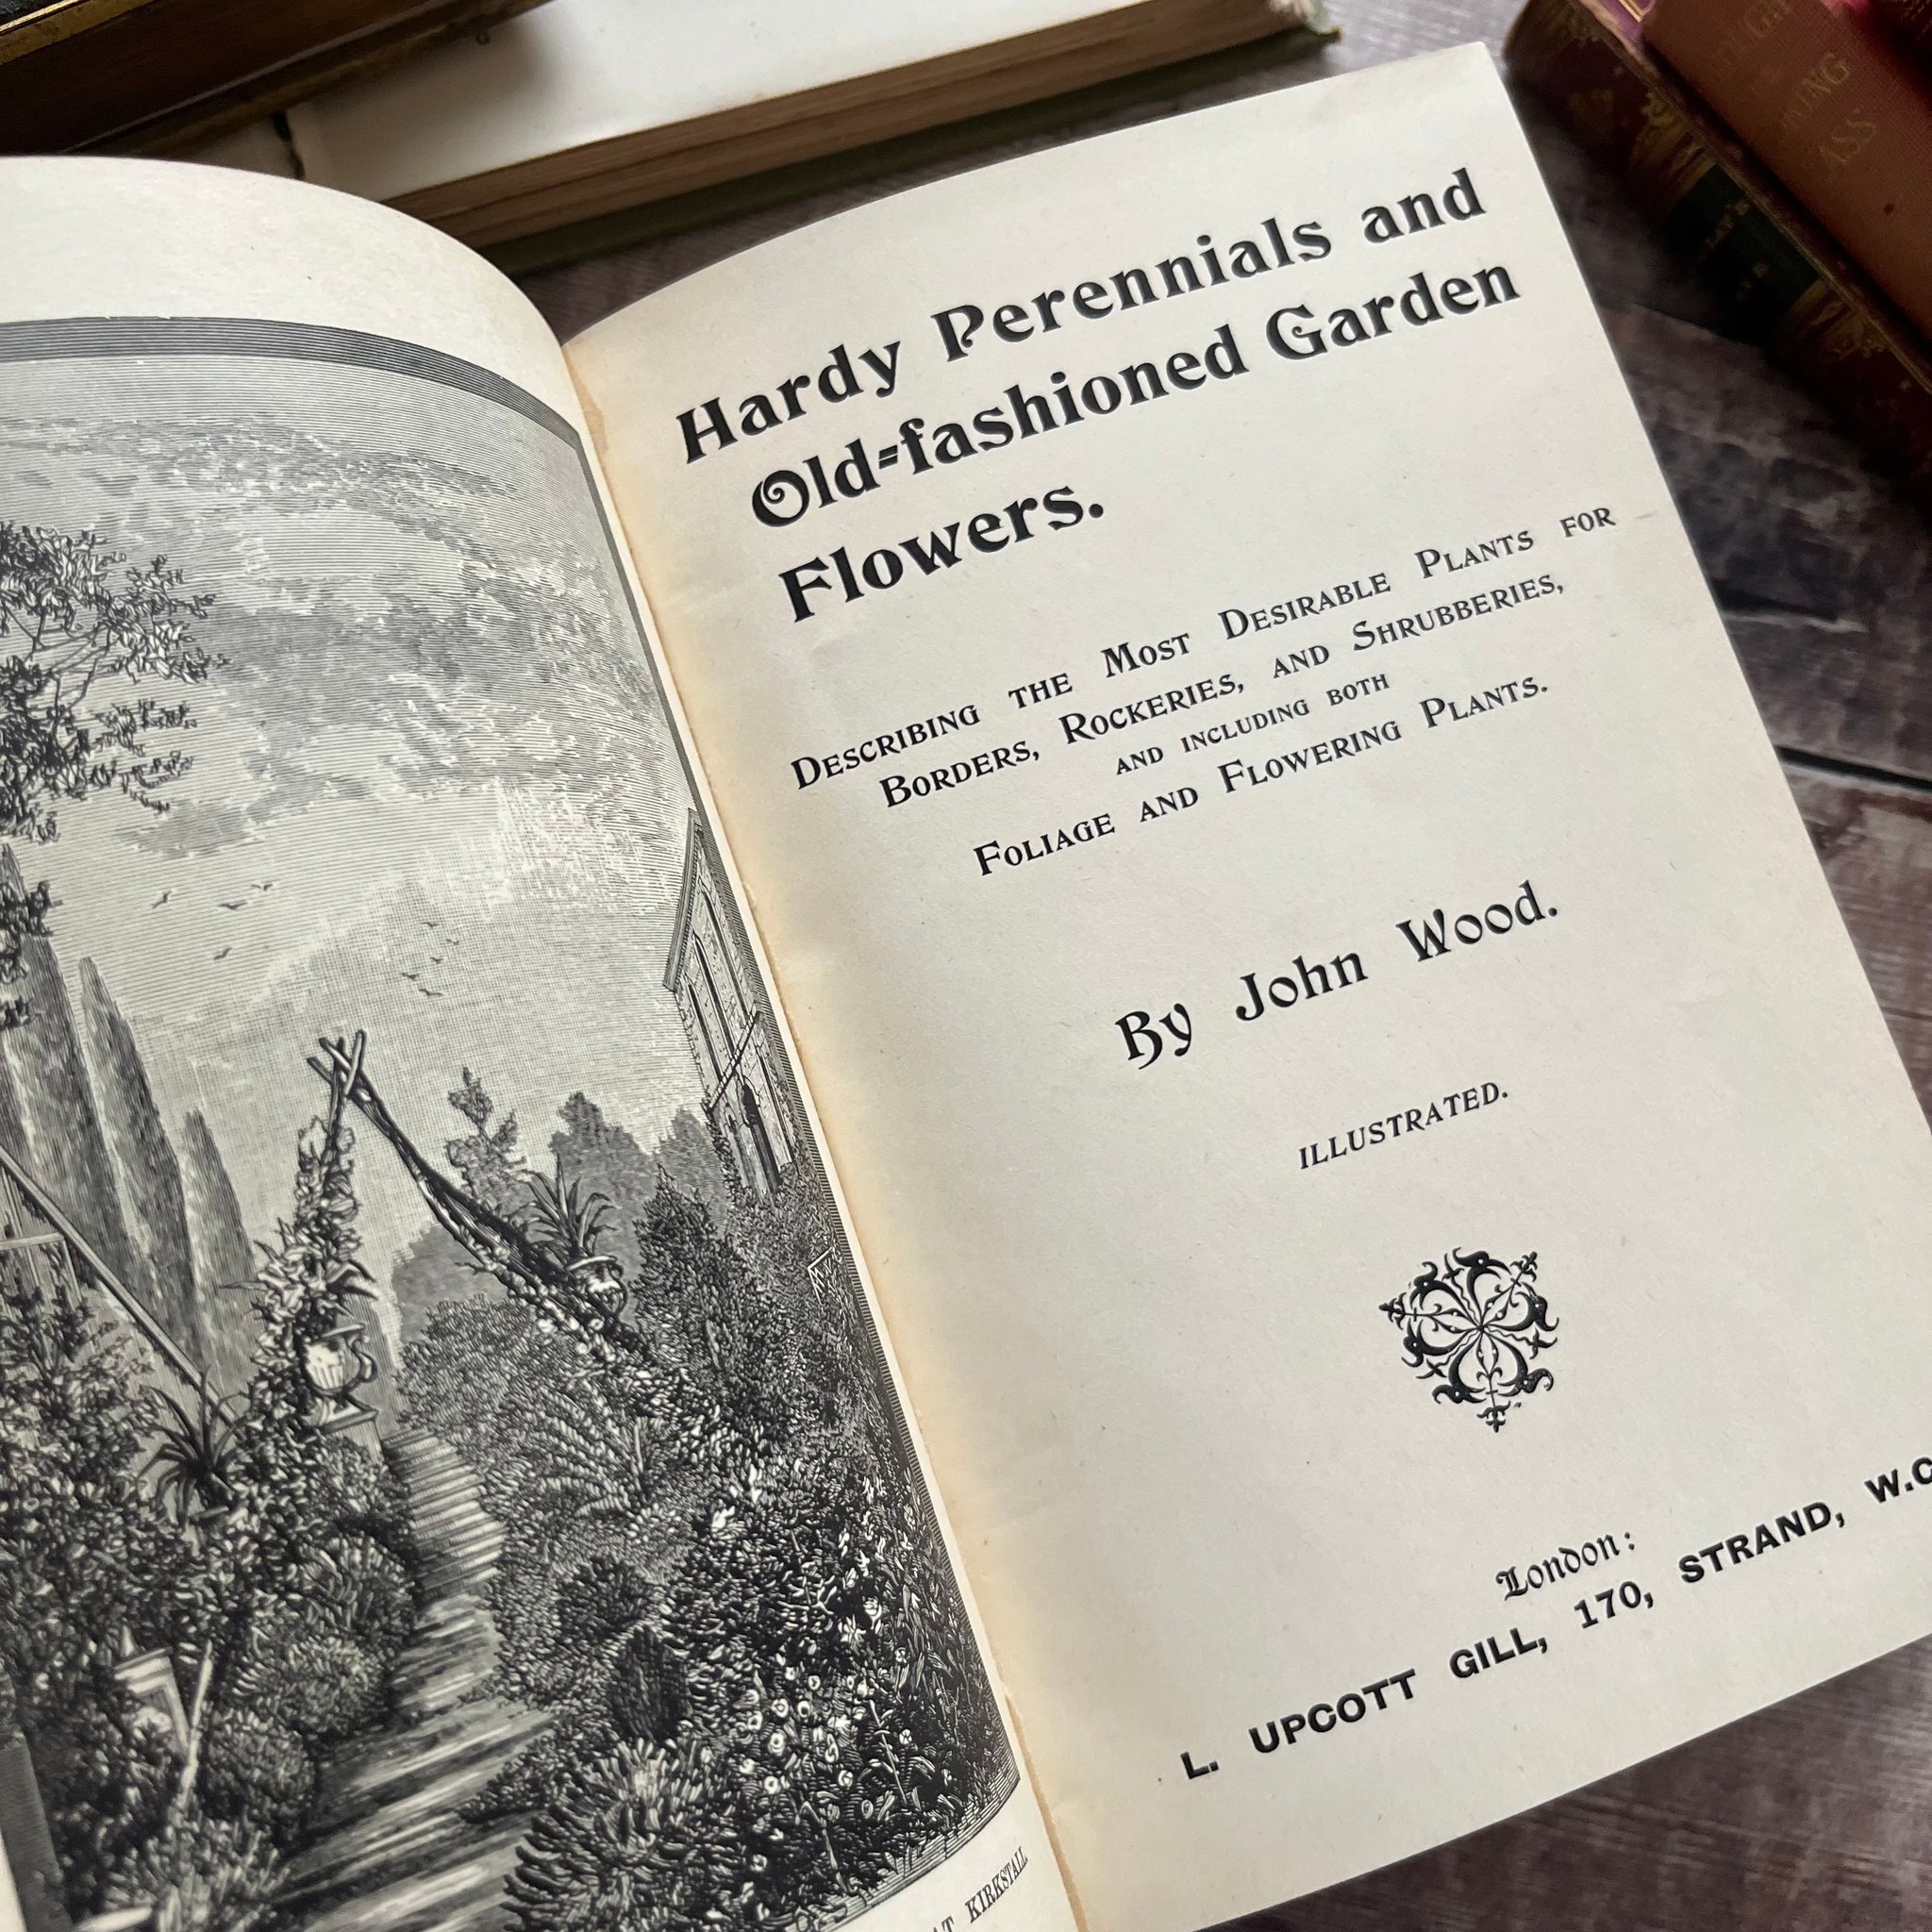 Hardy Perennials and
Old-fashioned Garden
Flowers.
DESCRIBING THE MOST DESIRABLE PLANTS FOR
BORDERS, ROCKERIES, AND SHRUBBERIES,
AND INCLUDING BOTH
FOLIAGE AND FLOWERING PLANTS.
By John Wood.
ILLUSTRATED.
London:
L. UPCOTT GILL, 170, STRAND, W.C
AT KIRKSTALL